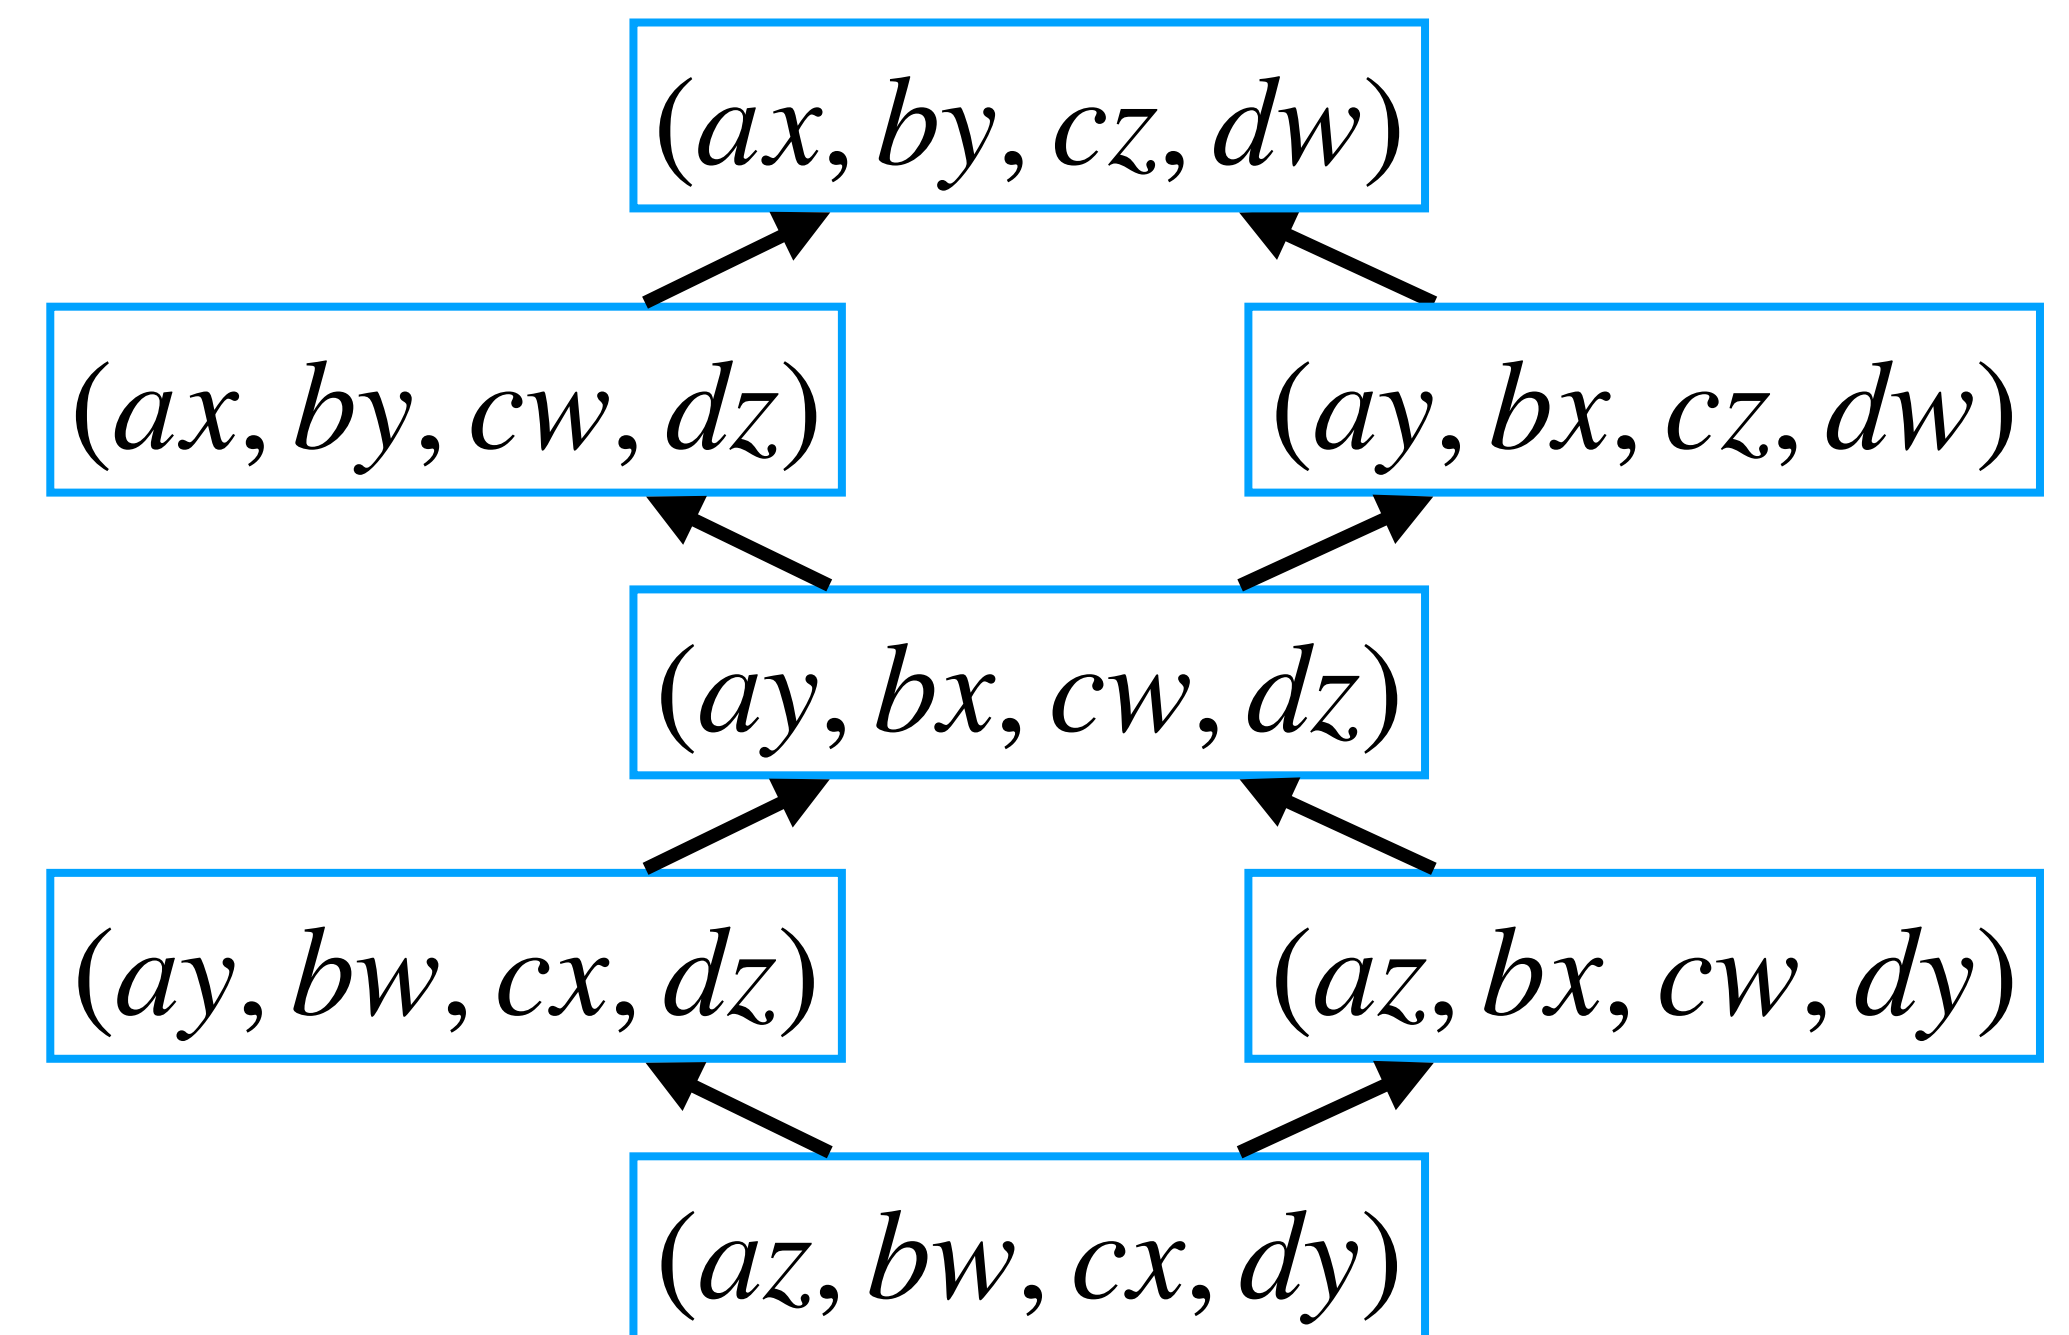 (ax, by, cz, dw)
(ax, by, cw, dz)
(ay, bx, cz, dw)
(ay, bx, cw, dz)
(ay, bw, cx, dz)
(az, bx, cw, dy)
(az, bw, cx, dy)